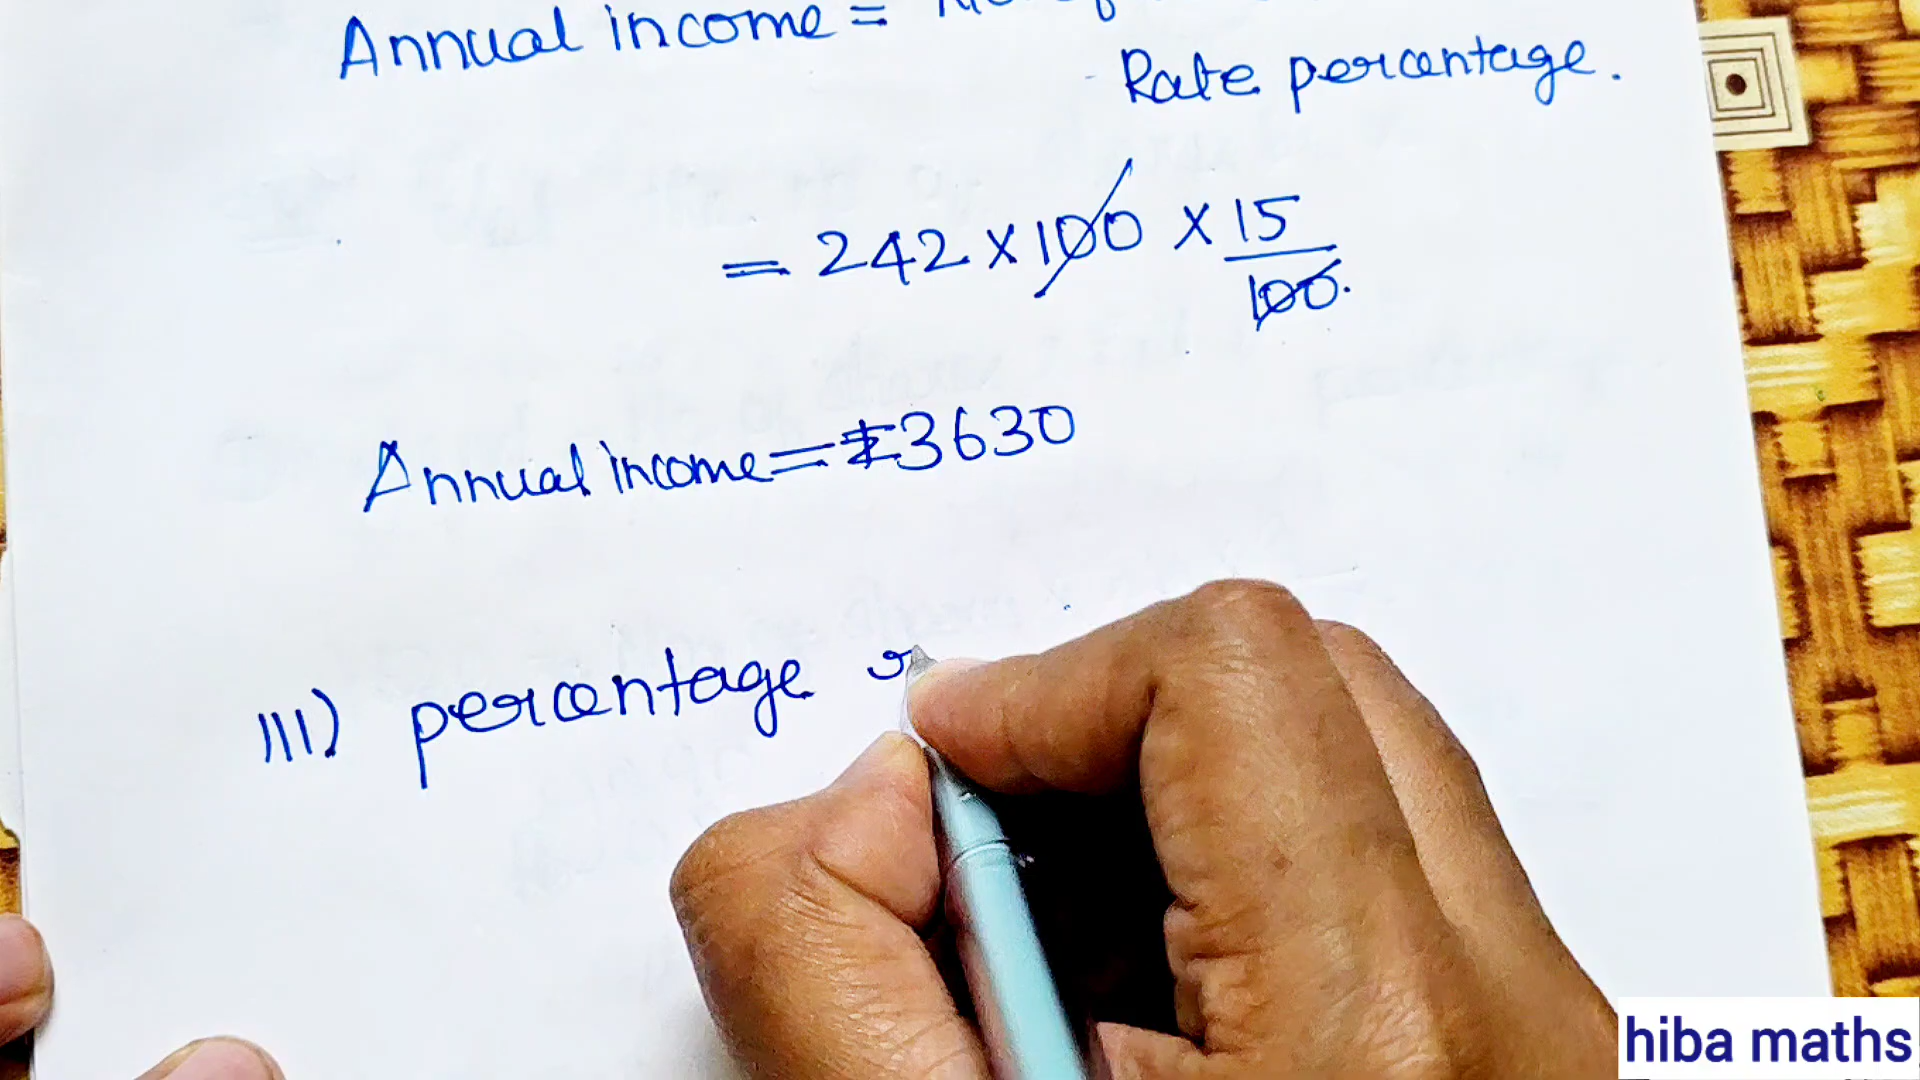 Annual income =
Rate percentage.
= 242 × 100 × 15/100.
Annual income = ₹3630
III) percentage
hiba maths